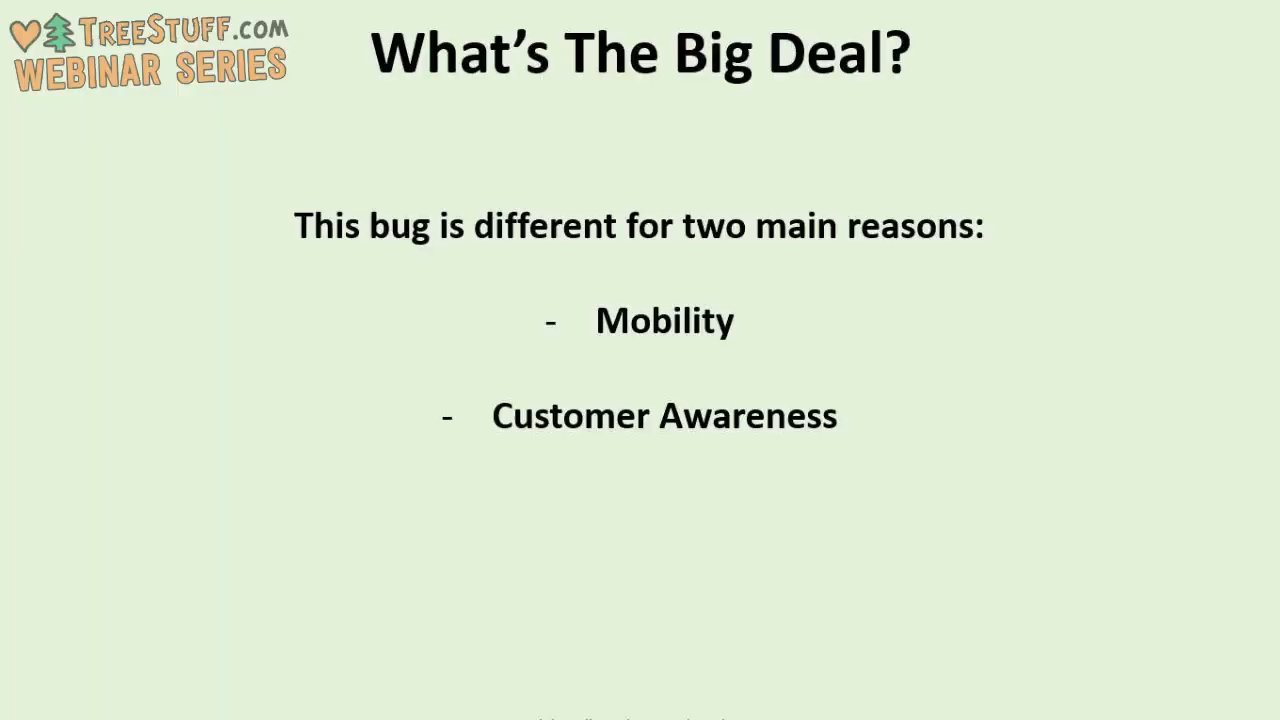 TREESTUFF.COM
WEBINAR SERIES
What's The Big Deal?
This bug is different for two main reasons:
- Mobility
- Customer Awareness